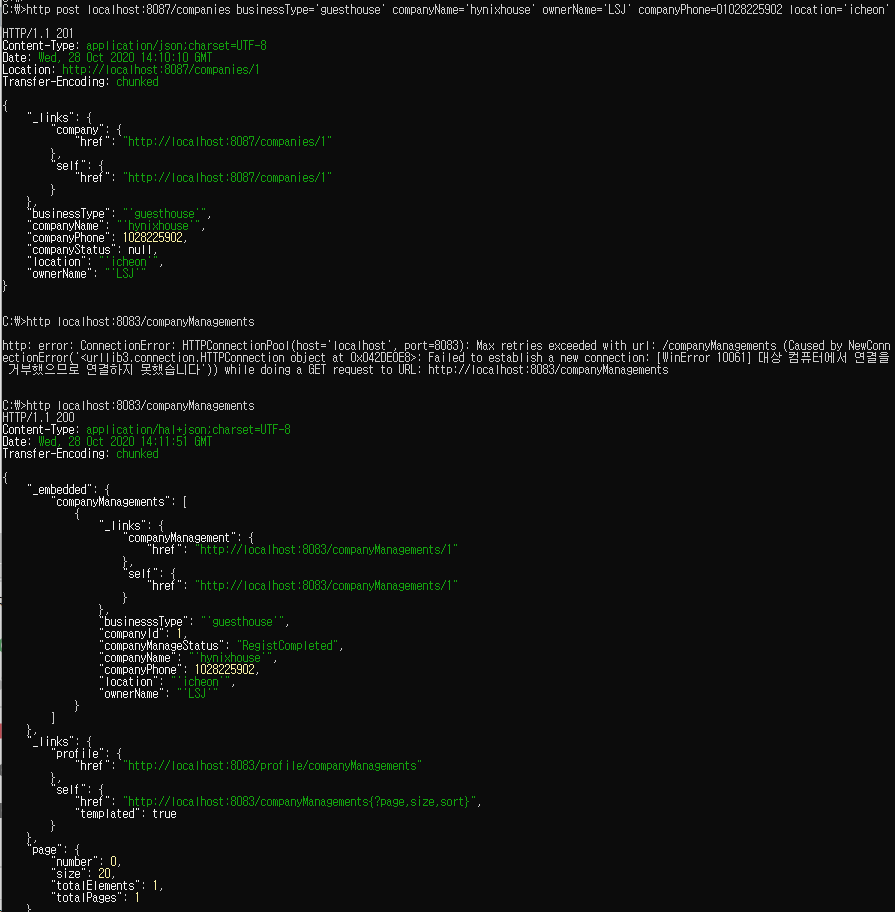 C:₩>http post localhost:8087/companies businessType='guesthouse' companyName='hynixhouse' ownerName='LSJ' companyPhone=01028225902 location='icheon'
HTTP/1.1 201
Content-Type: application/json;charset=UTF-8
Date: Wed, 28 Oct 2020 14:10:10 GMT
Location: http://localhost:8087/companies/1
Transfer-Encoding: chunked
{
    "_links": {
        "company": {
            "href": "http://localhost:8087/companies/1"
        },
        "self": {
            "href": "http://localhost:8087/companies/1"
        }
    },
    "businessType": "'guesthouse'",
    "companyName": "'hynixhouse'",
    "companyPhone": 1028225902,
    "companyStatus": null,
    "location": "'icheon'",
    "ownerName": "'LSJ'"
}
C:₩>http localhost:8083/companyManagements
http: error: ConnectionError: HTTPConnectionPool(host='localhost', port=8083): Max retries exceeded with url: /companyManagements (Caused by NewConn
ectionError('<urllib3.connection.HTTPConnection object at 0x042DE0E8>: Failed to establish a new connection: [WinError 10061] 대상 컴퓨터에서 연결을
 거부했으므로 연결하지 못했습니다')) while doing a GET request to URL: http://localhost:8083/companyManagements
C:₩>http localhost:8083/companyManagements
HTTP/1.1 200
Content-Type: application/hal+json;charset=UTF-8
Date: Wed, 28 Oct 2020 14:11:51 GMT
Transfer-Encoding: chunked
{
    "_embedded": {
        "companyManagements": [
            {
                "_links": {
                    "companyManagement": {
                        "href": "http://localhost:8083/companyManagements/1"
                    },
                    "self": {
                        "href": "http://localhost:8083/companyManagements/1"
                    }
                },
                "businesssType": "'guesthouse'",
                "companyId": 1,
                "companyManageStatus": "RegistCompleted",
                "companyName": "'hynixhouse'",
                "companyPhone": 1028225902,
                "location": "'icheon'",
                "ownerName": "'LSJ'"
            }
        ]
    },
    "_links": {
        "profile": {
            "href": "http://localhost:8083/profile/companyManagements"
        },
        "self": {
            "href": "http://localhost:8083/companyManagements{?page,size,sort}",
            "templated": true
        }
    },
    "page": {
        "number": 0,
        "size": 20,
        "totalElements": 1,
        "totalPages": 1
    }